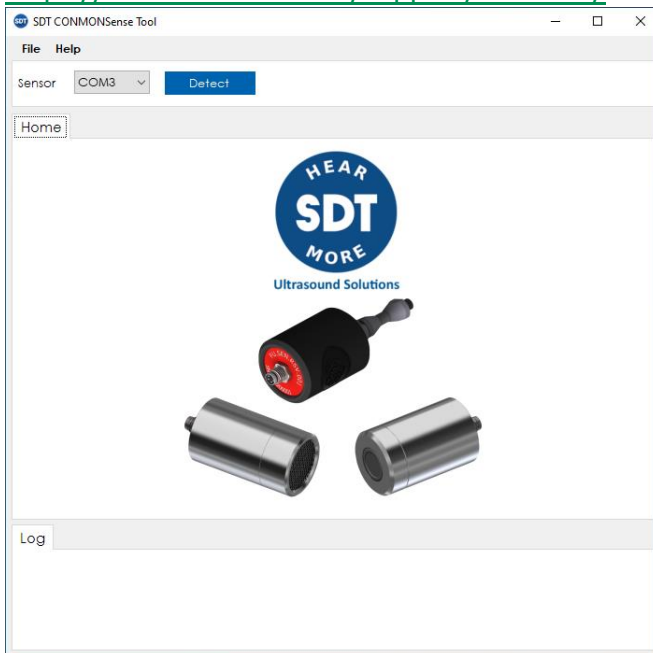 SDT CONMONSense Tool
File Help
Sensor COM3 Detect
Home
HEAR
SDT
MORE
Ultrasound Solutions
Log